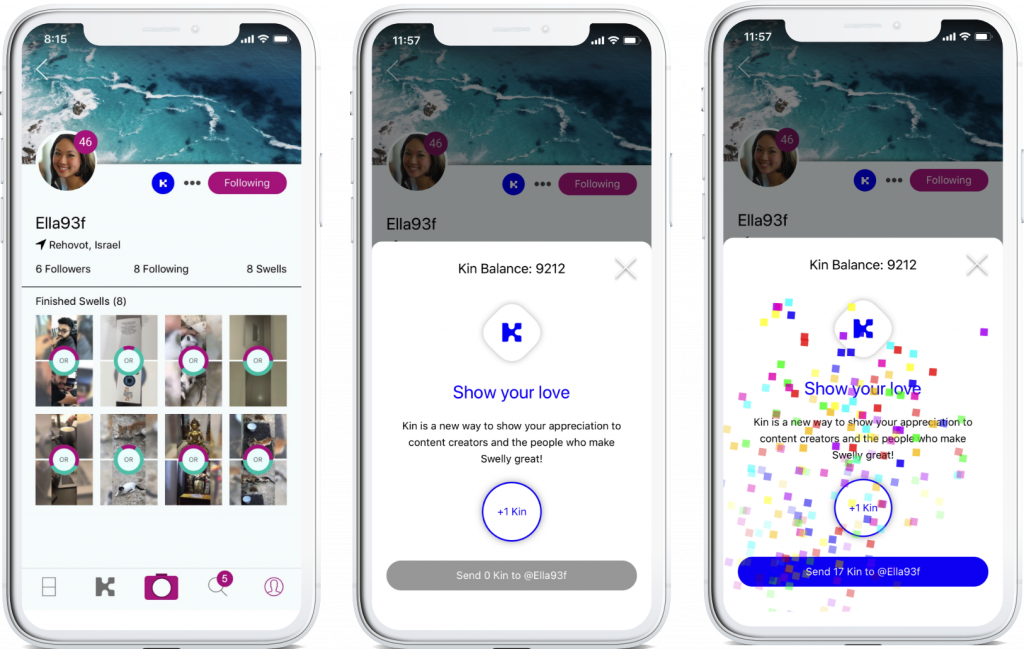 8:15
46
Following
Ella93f
Rehovot, Israel
6 Followers 8 Following 8 Swells
Finished Swells (8)
OR OR OR OR
OR OR OR OR
5
11:57
46
Following
Ella93f
Kin Balance: 9212
Show your love
Kin is a new way to show your appreciation to
content creators and the people who make
Swelly great!
+1 Kin
Send 0 Kin to @Ella93f
11:57
46
Following
Ella93f
Kin Balance: 9212
Show your love
Kin is a new way to show your appreciation to
content creators and the people who make
Swelly great!
+1 Kin
Send 17 Kin to @Ella93f